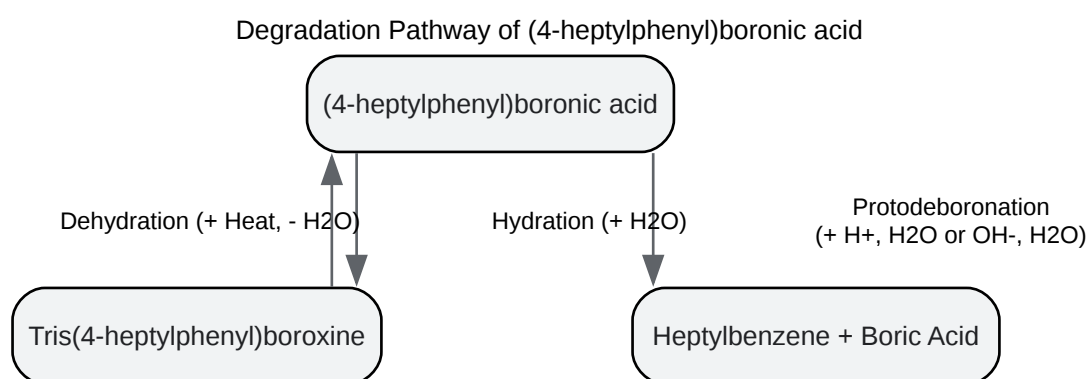 Degradation Pathway of (4-heptylphenyl)boronic acid
(4-heptylphenyl)boronic acid
Dehydration (+ Heat, - H2O)
Hydration (+ H2O)
Protodeboronation
(+ H+, H2O or OH-, H2O)
Tris(4-heptylphenyl)boroxine
Heptylbenzene + Boric Acid